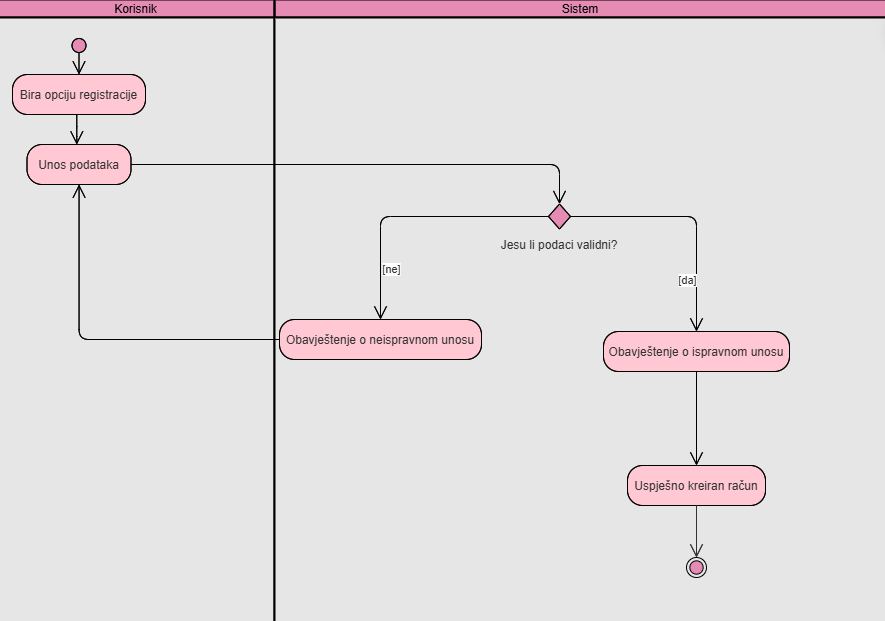 Korisnik
Sistem
Bira opciju registracije
Unos podataka
Jesu li podaci validni?
[ne]
[da]
Obavještenje o neispravnom unosu
Obavještenje o ispravnom unosu
Uspješno kreiran račun